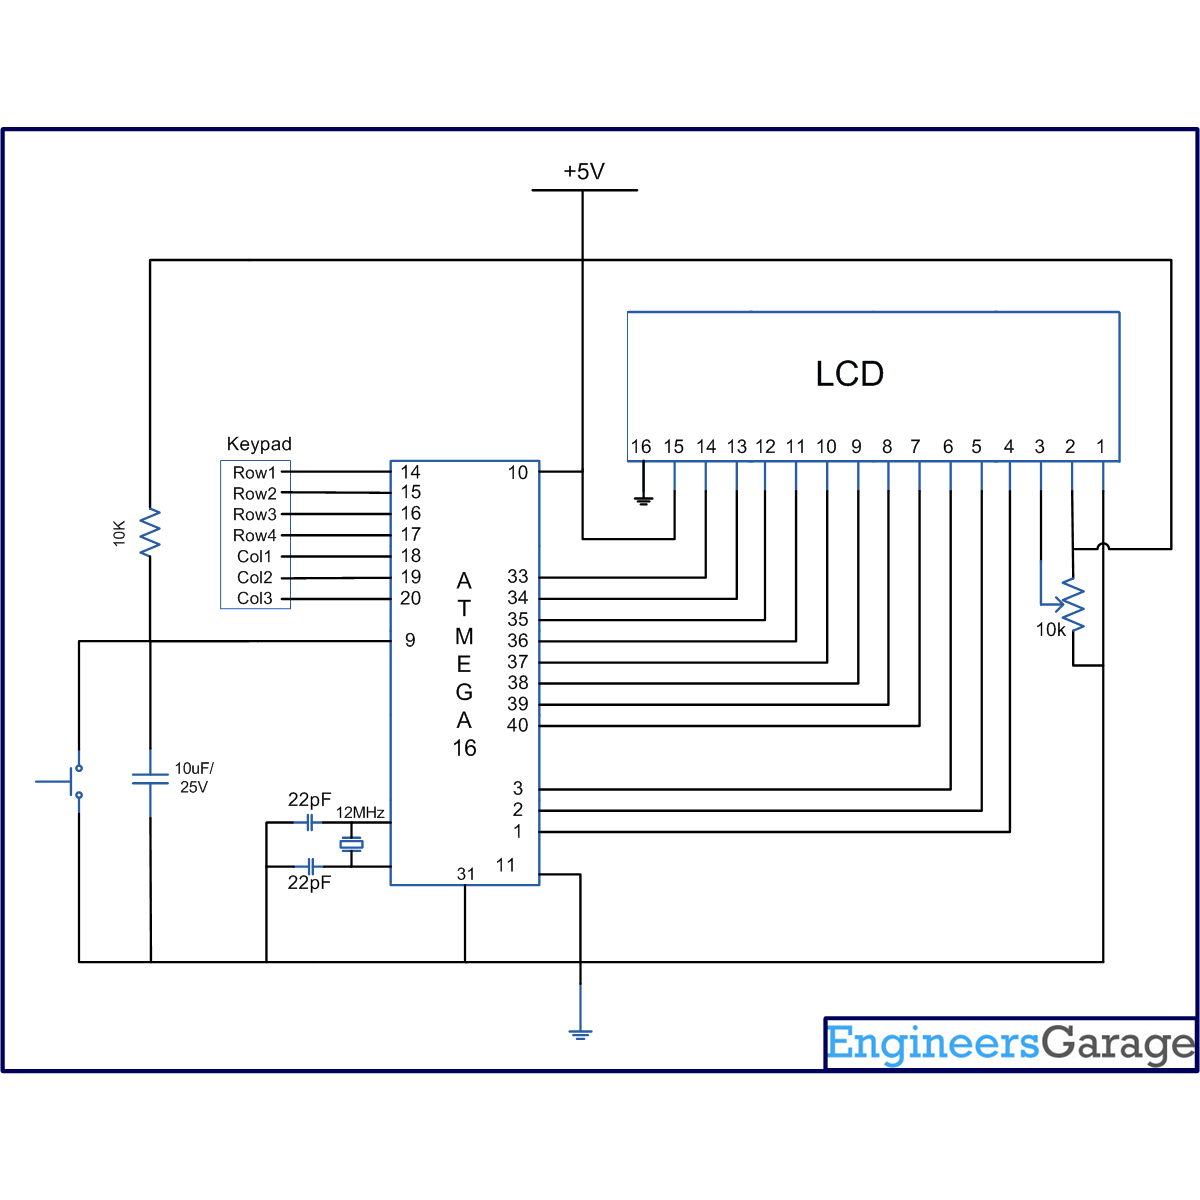 +5V
LCD
16 15 14 13 12 11 10 9 8 7 6 5 4 3 2 1
Keypad
Row1
Row2
Row3
Row4
Col1
Col2
Col3
10K
14
15
16
17
18
19
20
9
10
33
34
35
36
37
38
39
40
3
2
1
11
31
A
T
M
E
G
A
16
10k
10uF/
25V
22pF
12MHz
22pF
EngineersGarage